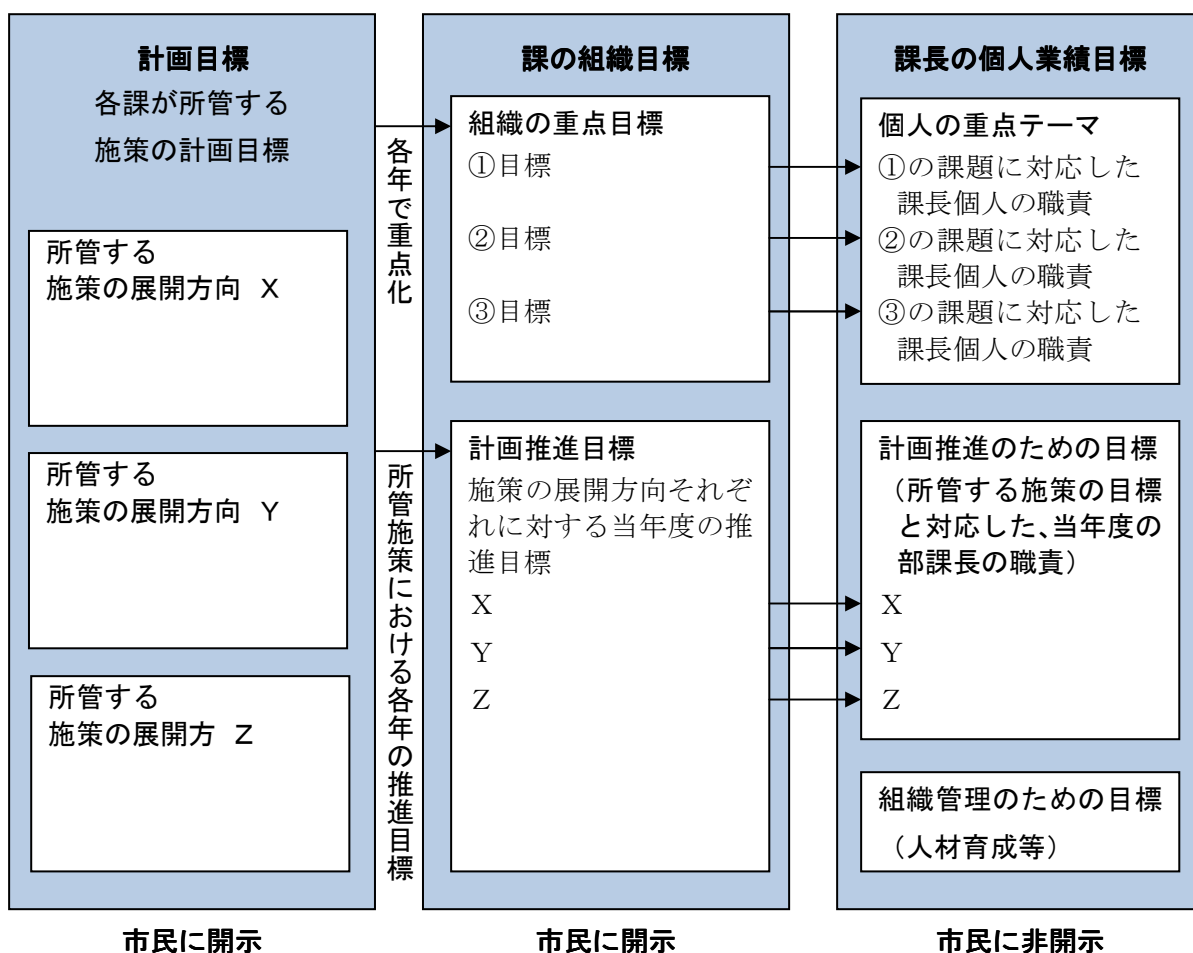 計画目標
各課が所管する
施策の計画目標
所管する
施策の展開方向 X
所管する
施策の展開方向 Y
所管する
施策の展開方 Z
市民に開示
各年で重点化
所管施策における各年の推進目標
課の組織目標
組織の重点目標
①目標
②目標
③目標
計画推進目標
施策の展開方向それぞ
れに対する当年度の推
進目標
X
Y
Z
市民に開示
課長の個人業績目標
個人の重点テーマ
①の課題に対応した
課長個人の職責
②の課題に対応した
課長個人の職責
③の課題に対応した
課長個人の職責
計画推進のための目標
（所管する施策の目標
と対応した、当年度の
部課長の職責）
X
Y
Z
組織管理のための目標
（人材育成等）
市民に非開示